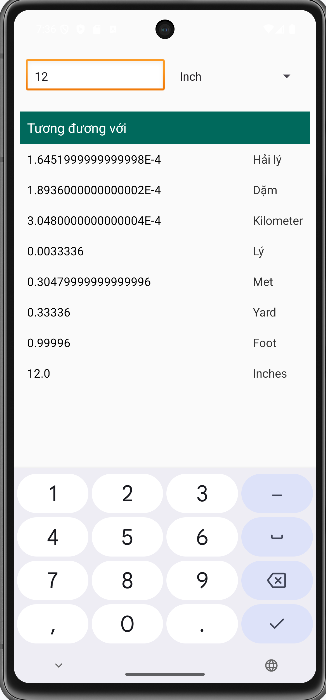 12 Inch
Tương đương với
1.6451999999999998E-4 Hải lý
1.8936000000000002E-4 Dặm
3.0480000000000004E-4 Kilometer
0.0033336 Lý
0.30479999999999996 Met
0.33336 Yard
0.99996 Foot
12.0 Inches
1 2 3 –
4 5 6
7 8 9
, 0 .